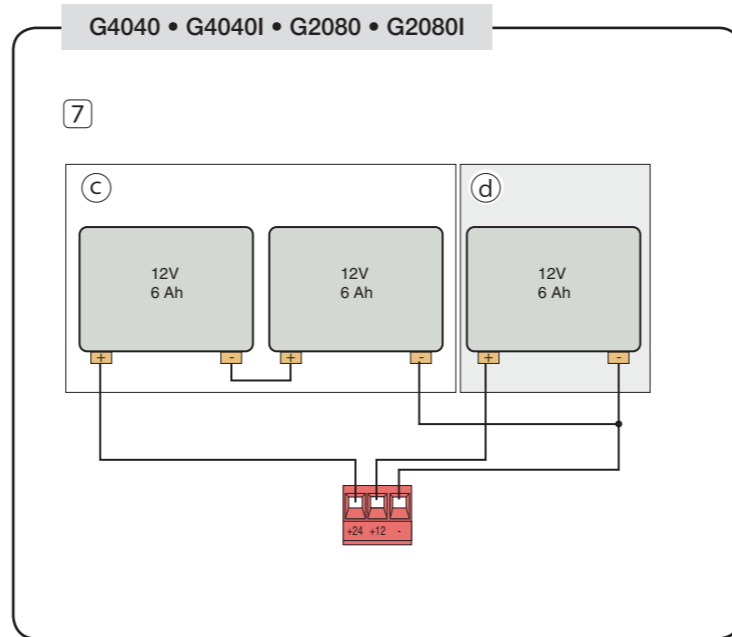 G4040 • G4040I • G2080 • G2080I
7
c
d
12V
6 Ah
12V
6 Ah
12V
6 Ah
+ - + - + -
+24 +12 -